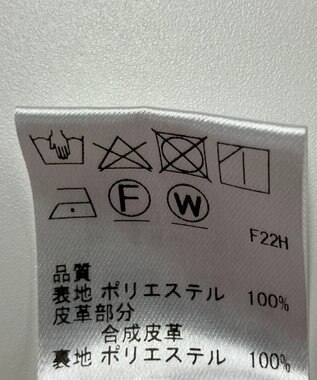 F W
F22H
品質
表地 ポリエステル 100%
皮革部分
合成皮革
裏地 ポリエステル 100%